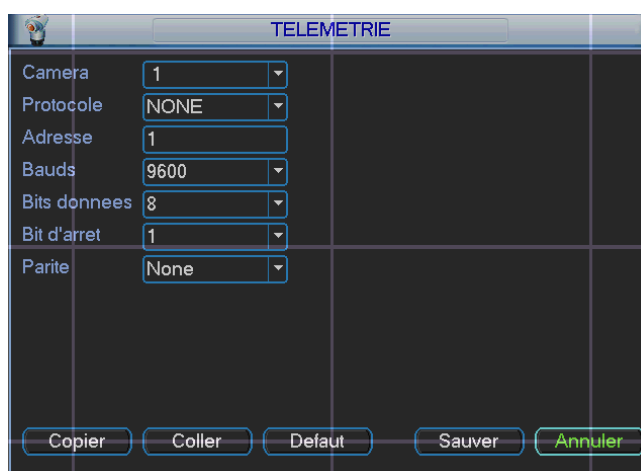 TELEMETRIE
Camera 1
Protocole NONE
Adresse 1
Bauds 9600
Bits donnees 8
Bit d'arret 1
Parite None
Copier Coller Defaut Sauver Annuler